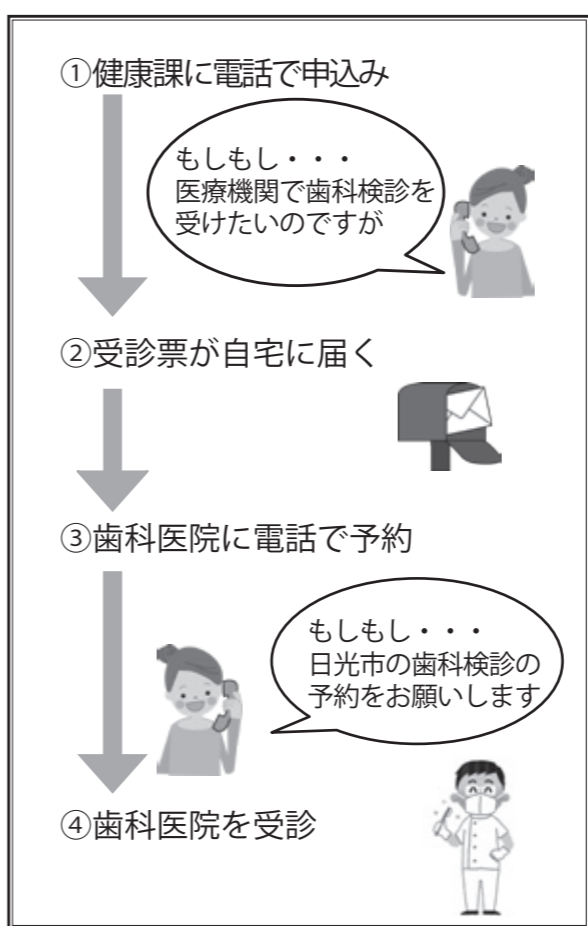 ①健康課に電話で申込み
もしもし・・・
医療機関で歯科検診を
受けたいのですが
②受診票が自宅に届く
③歯科医院に電話で予約
もしもし・・・
日光市の歯科検診の
予約をお願いします
④歯科医院を受診